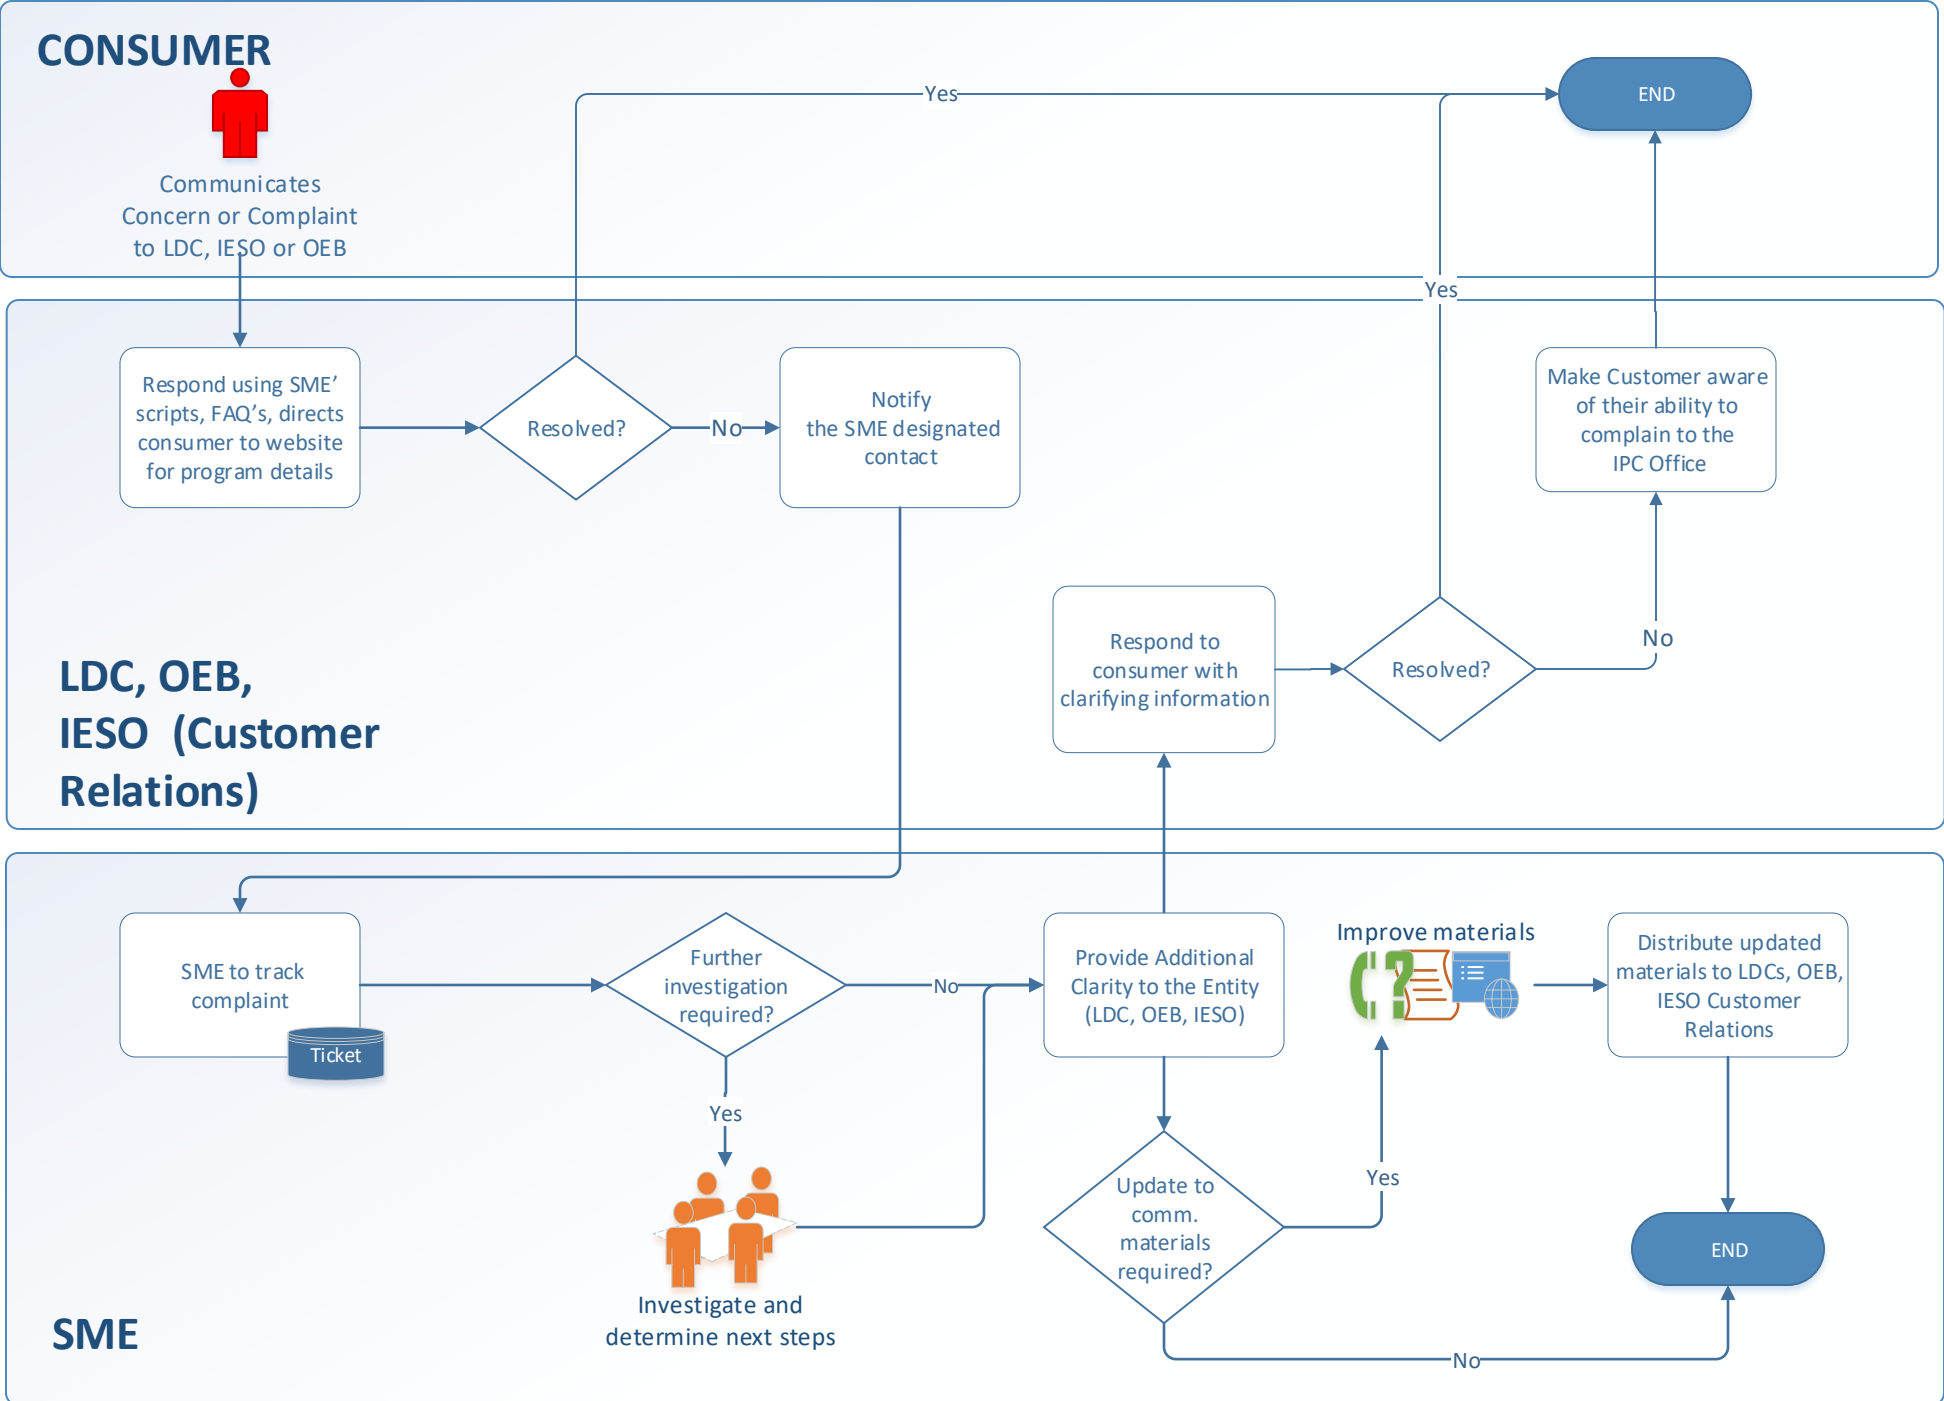 CONSUMER
Communicates
Concern or Complaint
to LDC, IESO or OEB
Yes
END
Yes
Respond using SME'
scripts, FAQ's, directs
consumer to website
for program details
Resolved?
No
Notify
the SME designated
contact
Make Customer aware
of their ability to
complain to the
IPC Office
Respond to
consumer with
clarifying information
Resolved?
No
LDC, OEB,
IESO (Customer
Relations)
SME to track
complaint
Ticket
Further
investigation
required?
No
Yes
Investigate and
determine next steps
Provide Additional
Clarity to the Entity
(LDC, OEB, IESO)
Improve materials
Distribute updated
materials to LDCs, OEB,
IESO Customer
Relations
Update to
comm.
materials
required?
Yes
END
No
SME